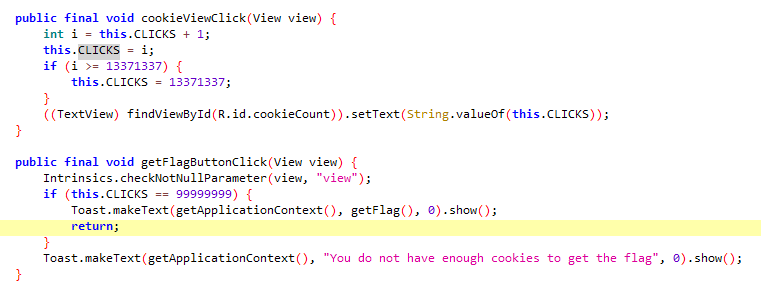 public final void cookieViewClick(View view) {
    int i = this.CLICKS + 1;
    this.CLICKS = i;
    if (i >= 13371337) {
        this.CLICKS = 13371337;
    }
    ((TextView) findViewById(R.id.cookieCount)).setText(String.valueOf(this.CLICKS));
}

public final void getFlagButtonClick(View view) {
    Intrinsics.checkNotNullParameter(view, "view");
    if (this.CLICKS == 99999999) {
        Toast.makeText(getApplicationContext(), getFlag(), 0).show();
        return;
    }
    Toast.makeText(getApplicationContext(), "You do not have enough cookies to get the flag", 0).show();
}